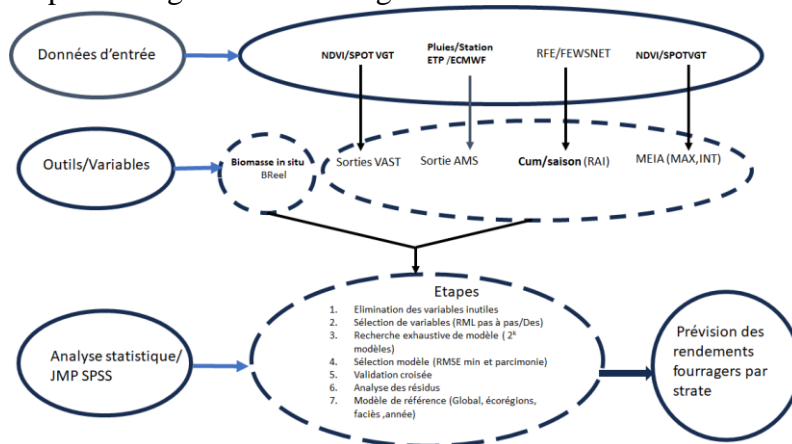 Données d'entrée
NDVI/SPOT VGT
Pluies/Station
ETP /ECMWF
RFE/FEWSNET
NDVI/SPOTVGT
Outils/Variables
Biomasse in situ
BReel
Sorties VAST
Sortie AMS
Cum/saison (RAI)
MEIA (MAX,INT)
Analyse statistique/
JMP SPSS
Etapes
1. Elimination des variables inutiles
2. Sélection de variables (RML pas à pas/Des)
3. Recherche exhaustive de modèle ( 2ᵏ
modèles)
4. Sélection modèle (RMSE min et parcimonie)
5. Validation croisée
6. Analyse des résidus
7. Modèle de référence (Global, écorégions,
faciès ,année)
Prévision des
rendements
fourragers par
strate